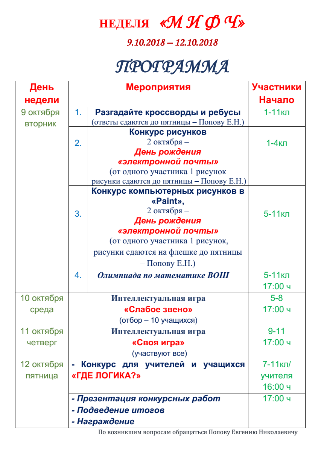 НЕДЕЛЯ «М И Ф Ч»
9.10.2018 – 12.10.2018
ПРОГРАММА
День недели
Мероприятия
Участники
Начало
9 октября
вторник
1. Разгадайте кроссворды и ребусы
(ответы сдаются до пятницы – Попову Е.Н.)
1-11кл
Конкурс рисунков
2. 2 октября –
День рождения
«электронной почты»
(от одного участника 1 рисунок
рисунки сдаются до пятницы – Попову Е.Н.)
1-4кл
Конкурс компьютерных рисунков в
«Paint»,
3. 2 октября –
День рождения
«электронной почты»
(от одного участника 1 рисунок,
рисунки сдаются на флешке до пятницы
Попову Е.Н.)
5-11кл
4. Олимпиада по математике ВОШ
5-11кл
17:00 ч
10 октября
среда
Интеллектуальная игра
«Слабое звено»
(отбор – 10 учащихся)
5-8
17:00 ч
11 октября
четверг
Интеллектуальная игра
«Своя игра»
(участвуют все)
9-11
17:00 ч
12 октября
пятница
- Конкурс для учителей и учащихся
«ГДЕ ЛОГИКА?»
7-11кл/
учителя
16:00 ч
- Презентация конкурсных работ
- Подведение итогов
- Награждение
17:00 ч
По возникшим вопросам обращаться Попову Евгению Николаевичу